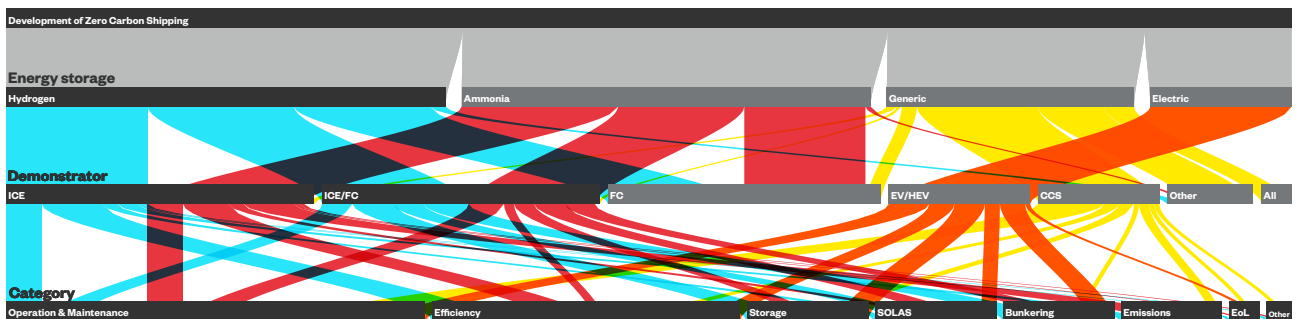 Development of Zero Carbon Shipping
Energy storage
Hydrogen
Ammonia
Generic
Electric
Demonstrator
ICE
ICE/FC
FC
EV/HEV
CCS
Other
All
Category
Operation & Maintenance
Efficiency
Storage
SOLAS
Bunkering
Emissions
EoL
Other